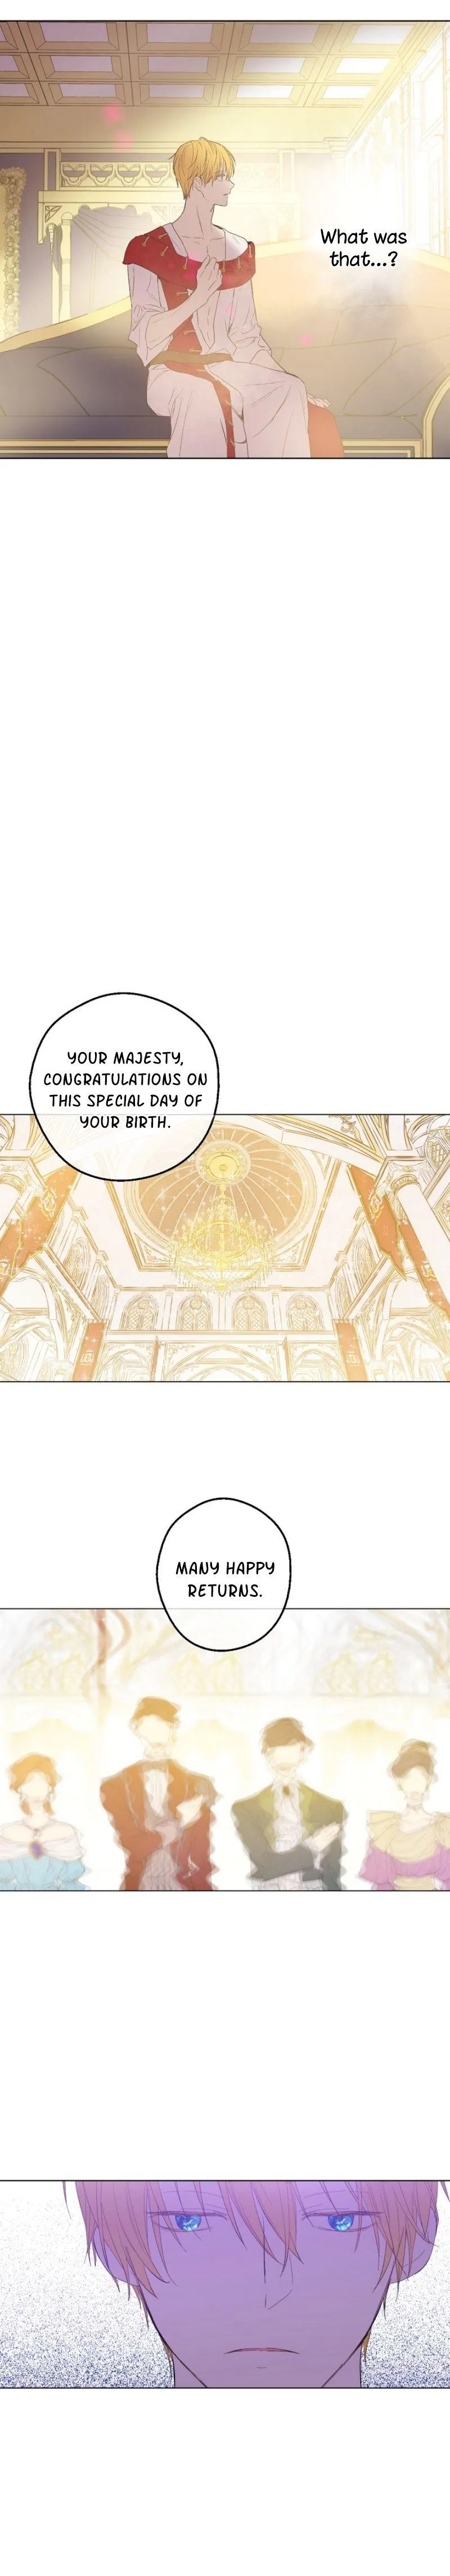 What was
that...?
YOUR MAJESTY,
CONGRATULATIONS ON
THIS SPECIAL DAY OF
YOUR BIRTH.
MANY HAPPY
RETURNS.